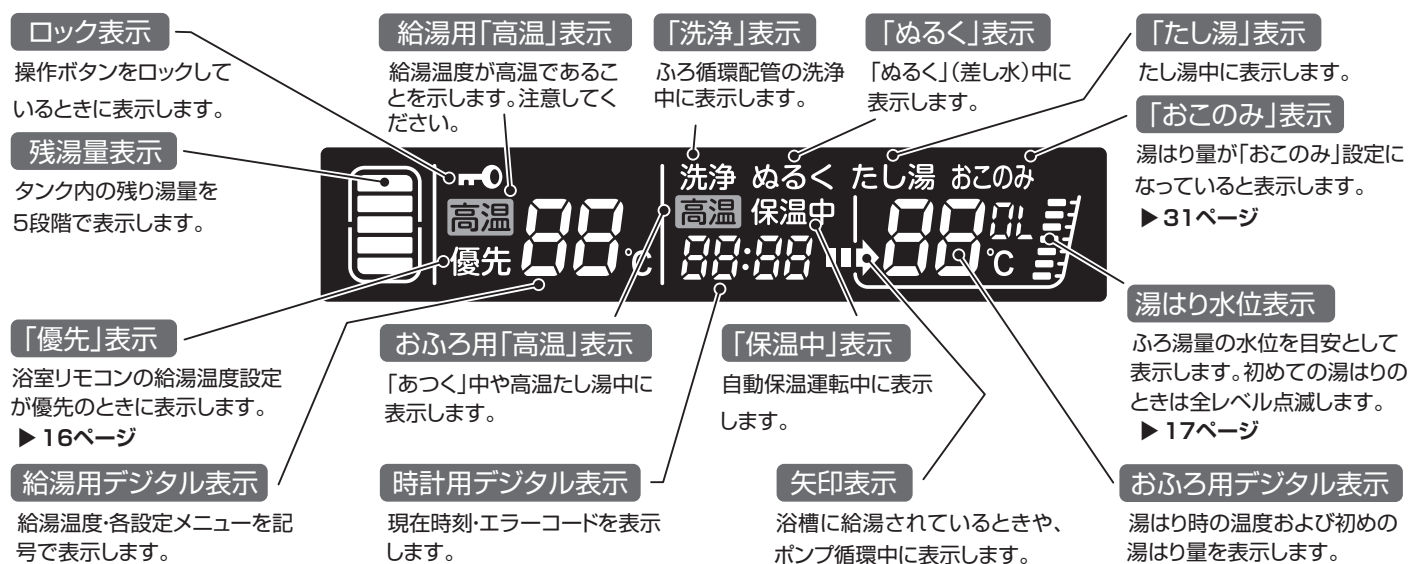 ロック表示
操作ボタンをロックして
いるときに表示します。
残湯量表示
タンク内の残り湯量を
5段階で表示します。
給湯用「高温」表示
給湯温度が高温であるこ
とを示します。注意してく
ださい。
「洗浄」表示
ふろ循環配管の洗浄
中に表示します。
「ぬるく」表示
「ぬるく」(差し水)中に
表示します。
「たし湯」表示
たし湯中に表示します。
「おこのみ」表示
湯はり量が「おこのみ」設定に
なっていると表示します。
▶31ページ
洗浄 ぬるく たし湯 おこのみ
高温 88℃ 高温 保温中 88 0L
優先 88:88 ℃
「優先」表示
浴室リモコンの給湯温度設定
が優先のときに表示します。
▶16ページ
おふろ用「高温」表示
「あつく」中や高温たし湯中に
表示します。
「保温中」表示
自動保温運転中に表示
します。
湯はり水位表示
ふろ湯量の水位を目安として
表示します。初めての湯はりの
ときは全レベル点滅します。
▶17ページ
給湯用デジタル表示
給湯温度・各設定メニューを記
号で表示します。
時計用デジタル表示
現在時刻・エラーコードを表示
します。
矢印表示
浴槽に給湯されているときや、
ポンプ循環中に表示します。
おふろ用デジタル表示
湯はり時の温度および初めの
湯はり量を表示します。